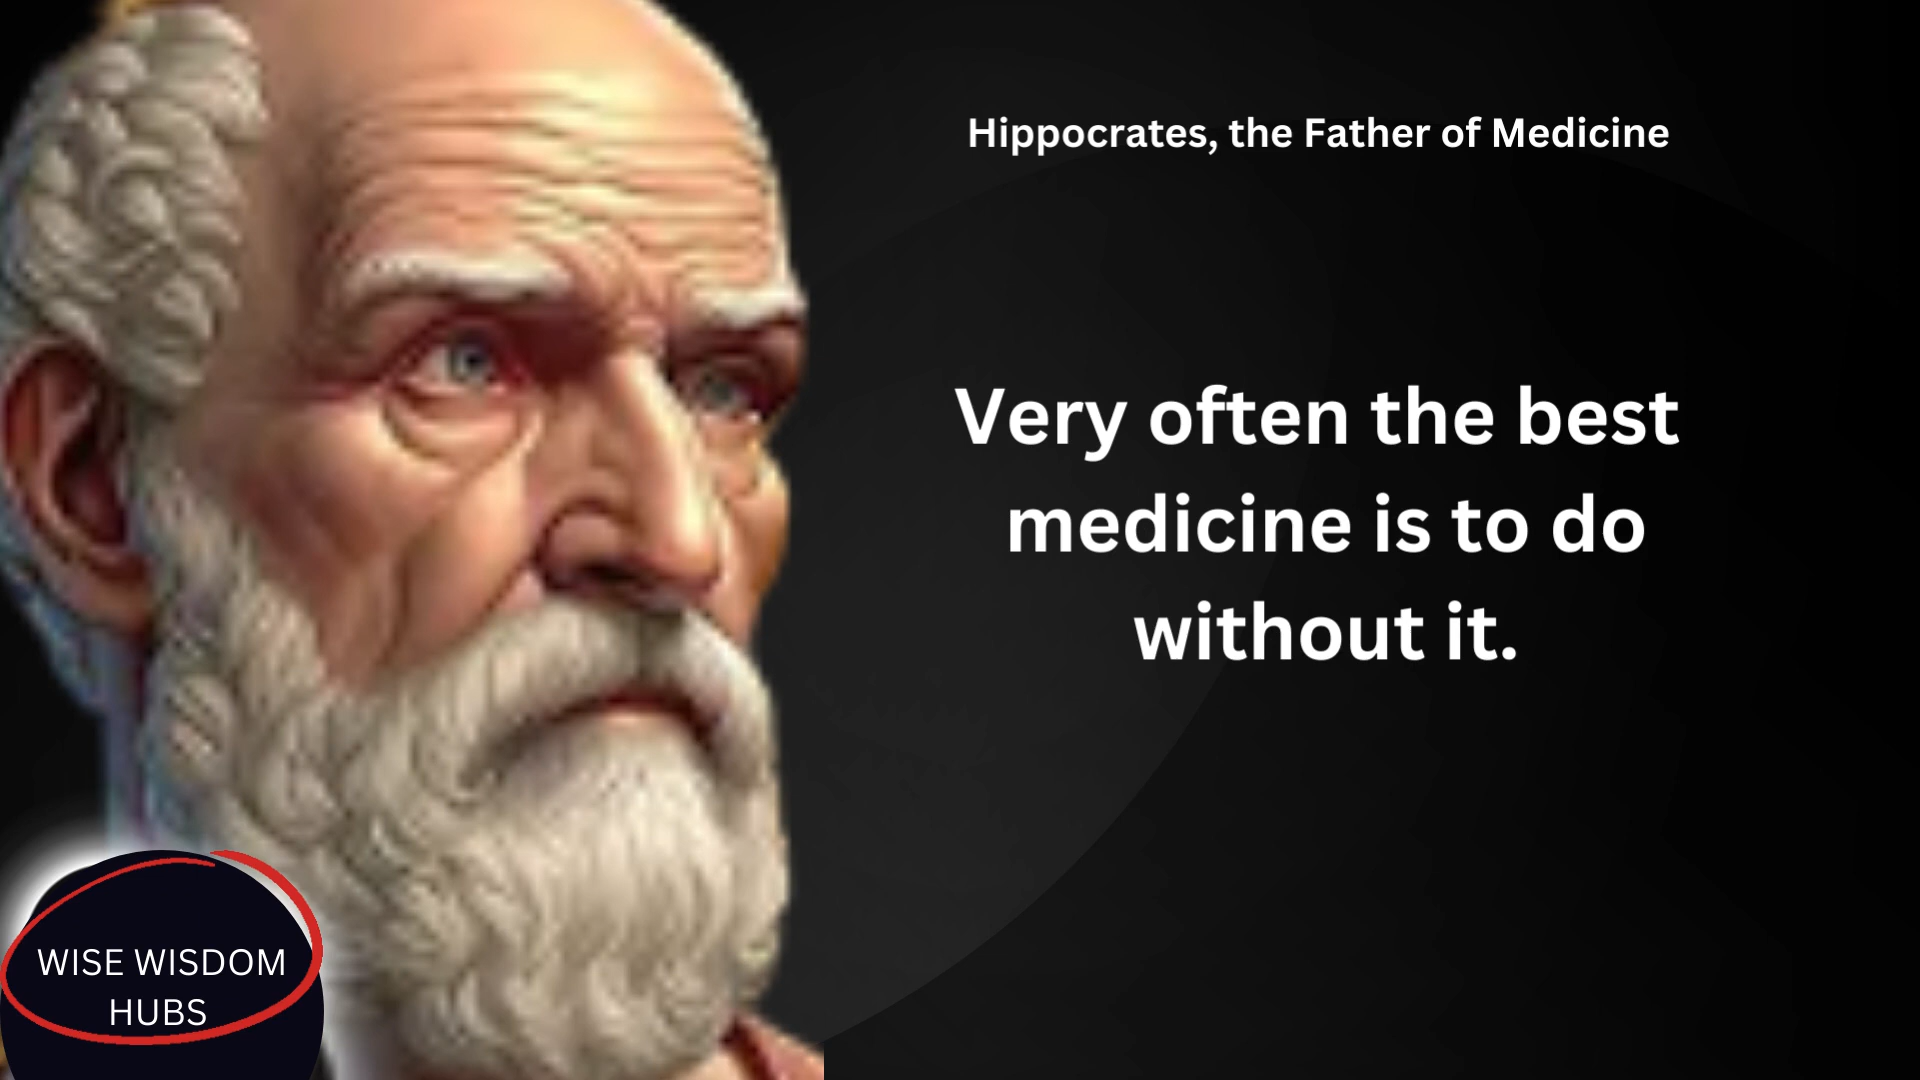 Hippocrates, the Father of Medicine
Very often the best
medicine is to do
without it.
WISE WISDOM
HUBS